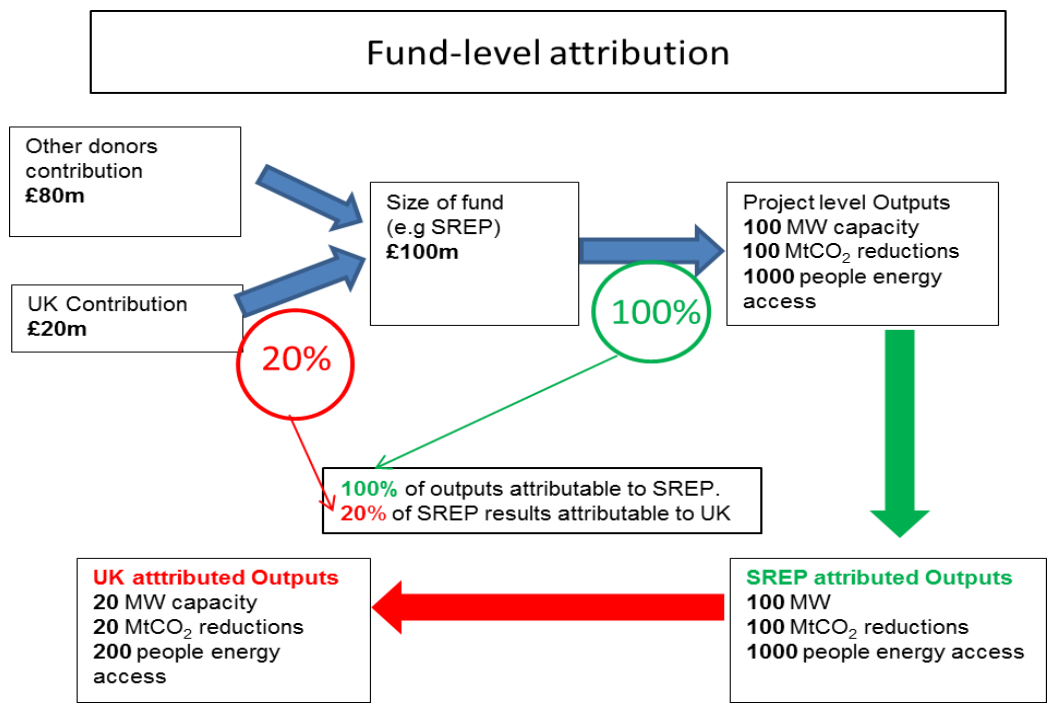 Fund-level attribution
Other donors
contribution
£80m
UK Contribution
£20m
20%
Size of fund
(e.g SREP)
£100m
100%
Project level Outputs
100 MW capacity
100 MtCO₂ reductions
1000 people energy
access
100% of outputs attributable to SREP.
20% of SREP results attributable to UK
UK atttributed Outputs
20 MW capacity
20 MtCO₂ reductions
200 people energy
access
SREP attributed Outputs
100 MW
100 MtCO₂ reductions
1000 people energy access